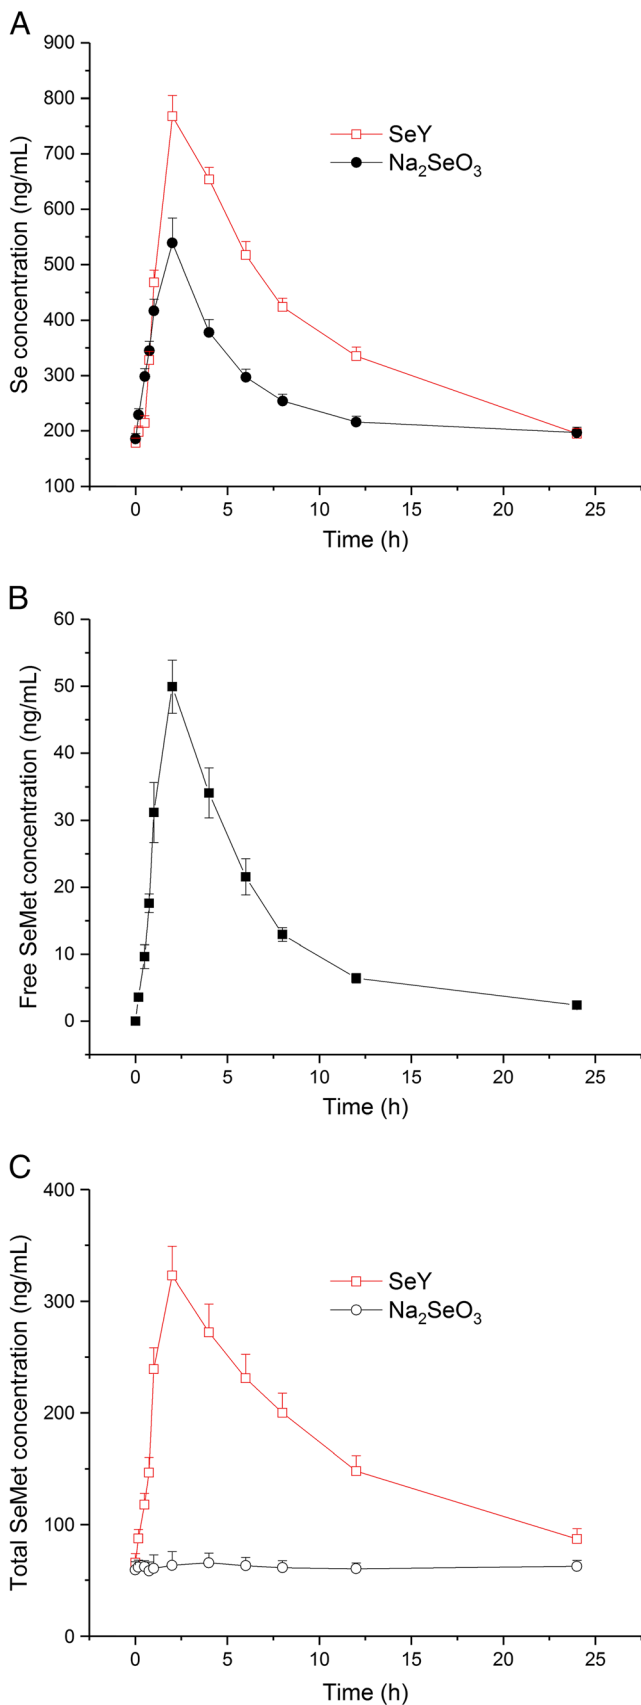 A
Se concentration (ng/mL)
900
800
700
600
500
400
300
200
100
SeY
Na₂SeO₃
0 5 10 15 20 25
Time (h)
B
Free SeMet concentration (ng/mL)
60
50
40
30
20
10
0
0 5 10 15 20 25
Time (h)
C
Total SeMet concentration (ng/mL)
400
300
200
100
0
SeY
Na₂SeO₃
0 5 10 15 20 25
Time (h)